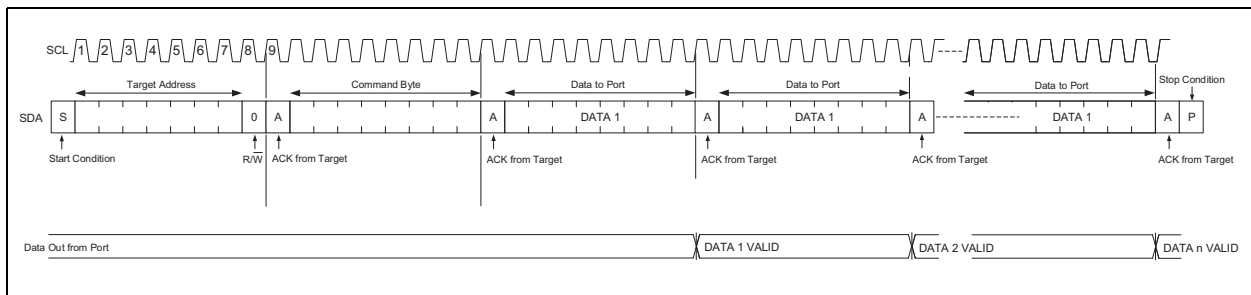 SCL 1 2 3 4 5 6 7 8 9
Target Address Command Byte Data to Port Data to Port Data to Port Stop Condition
SDA S 0 A A DATA 1 A DATA 1 A DATA 1 A P
Start Condition R/W ACK from Target ACK from Target ACK from Target ACK from Target ACK from Target
Data Out from Port DATA 1 VALID DATA 2 VALID DATA n VALID